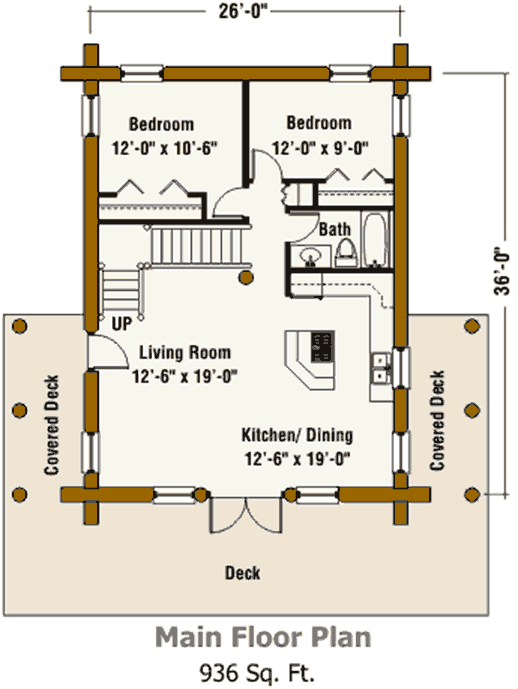 26'-0"
Bedroom
12'-0" x 10'-6"
Bedroom
12'-0" x 9'-0"
Bath
36'-0"
UP
Living Room
12'-6" x 19'-0"
Covered Deck
Covered Deck
Kitchen/ Dining
12'-6" x 19'-0"
Deck
Main Floor Plan
936 Sq. Ft.